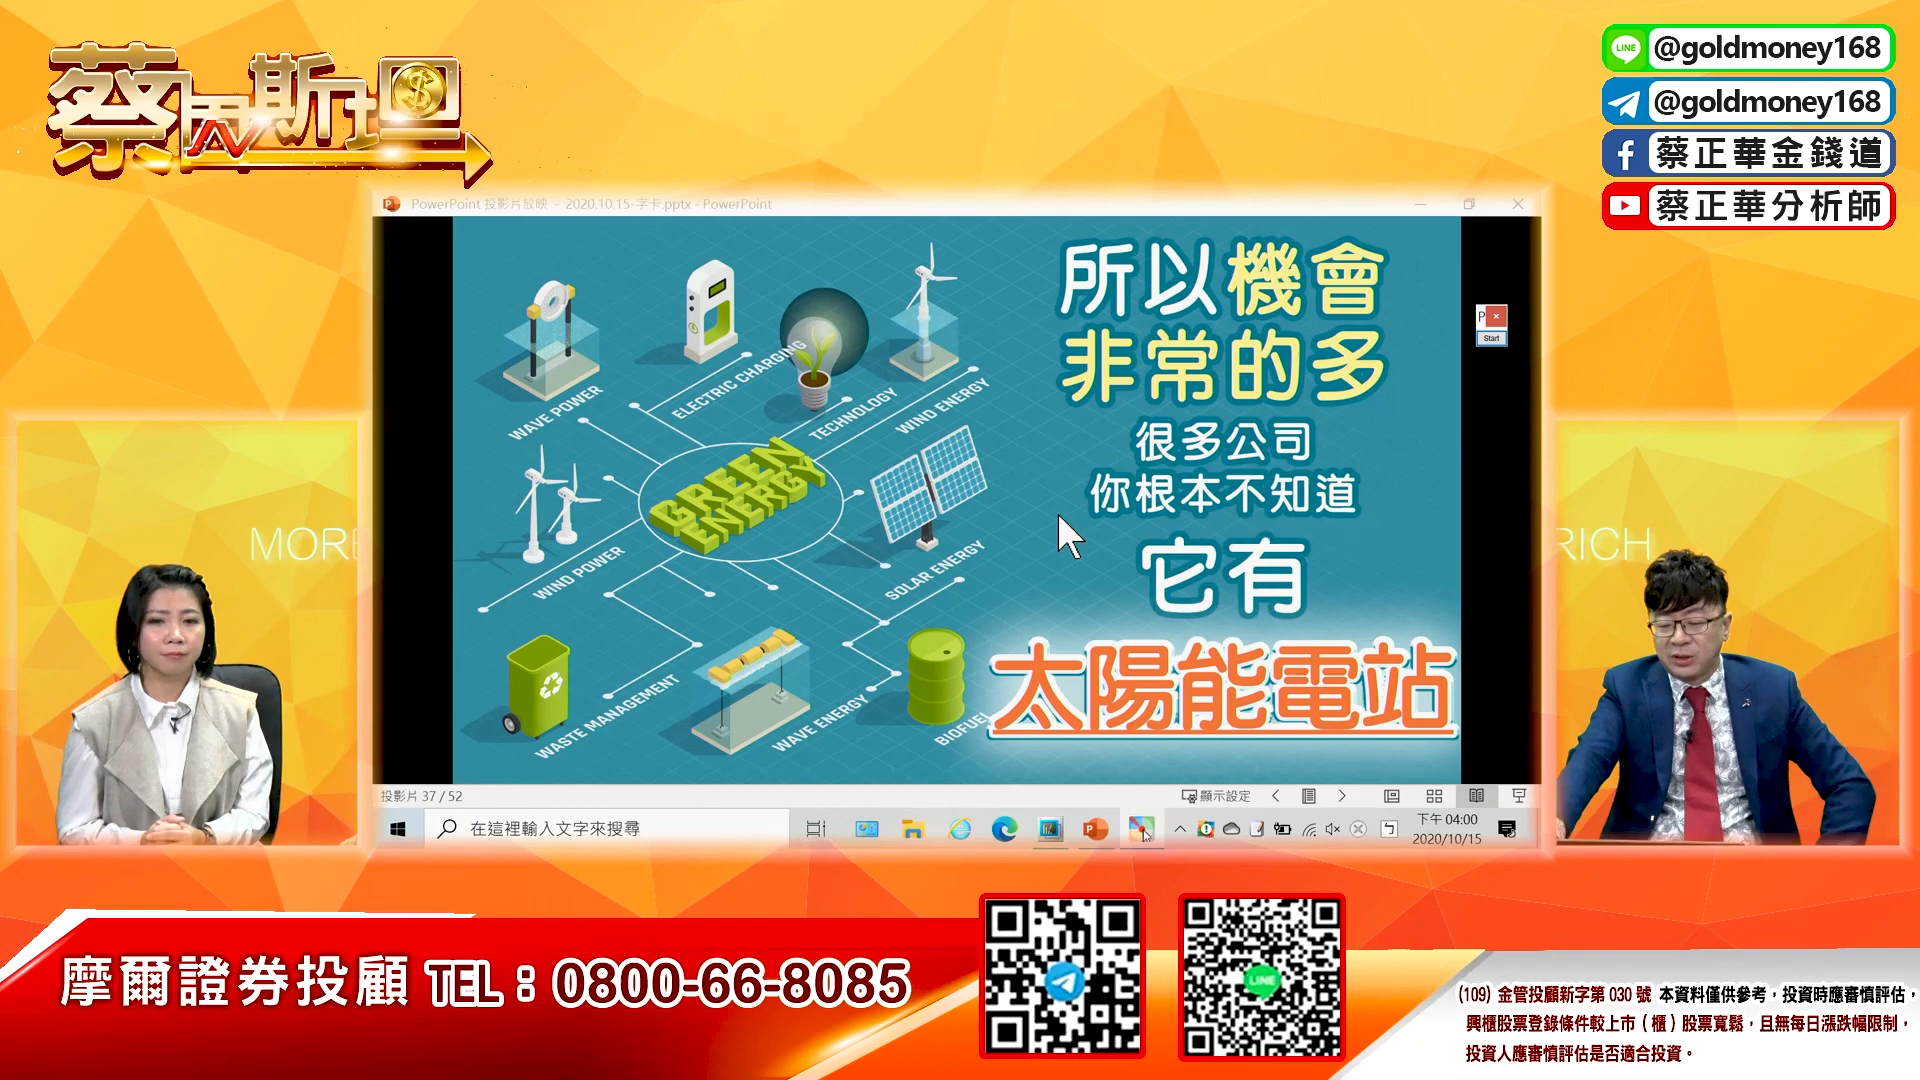 蔡因斯坦
LINE @goldmoney168
@goldmoney168
蔡正華金錢道
蔡正華分析師
PowerPoint 投影片放映 - 2020.10.15-字卡.pptx - PowerPoint
所以機會
非常的多
很多公司
你根本不知道
它有
太陽能電站
WAVE POWER
ELECTRIC CHARGING
TECHNOLOGY
WIND ENERGY
GREEN
ENERGY
WIND POWER
SOLAR ENERGY
WASTE MANAGEMENT
WAVE ENERGY
BIOFUEL
P
Start
MORE
RICH
投影片 37 / 52
顯示設定
在這裡輸入文字來搜尋
下午 04:00
2020/10/15
摩爾證券投顧 TEL：0800-66-8085
LINE
(109) 金管投顧新字第 030 號 本資料僅供參考，投資時應審慎評估，
興櫃股票登錄條件較上市（櫃）股票寬鬆，且無每日漲跌幅限制，
投資人應審慎評估是否適合投資。